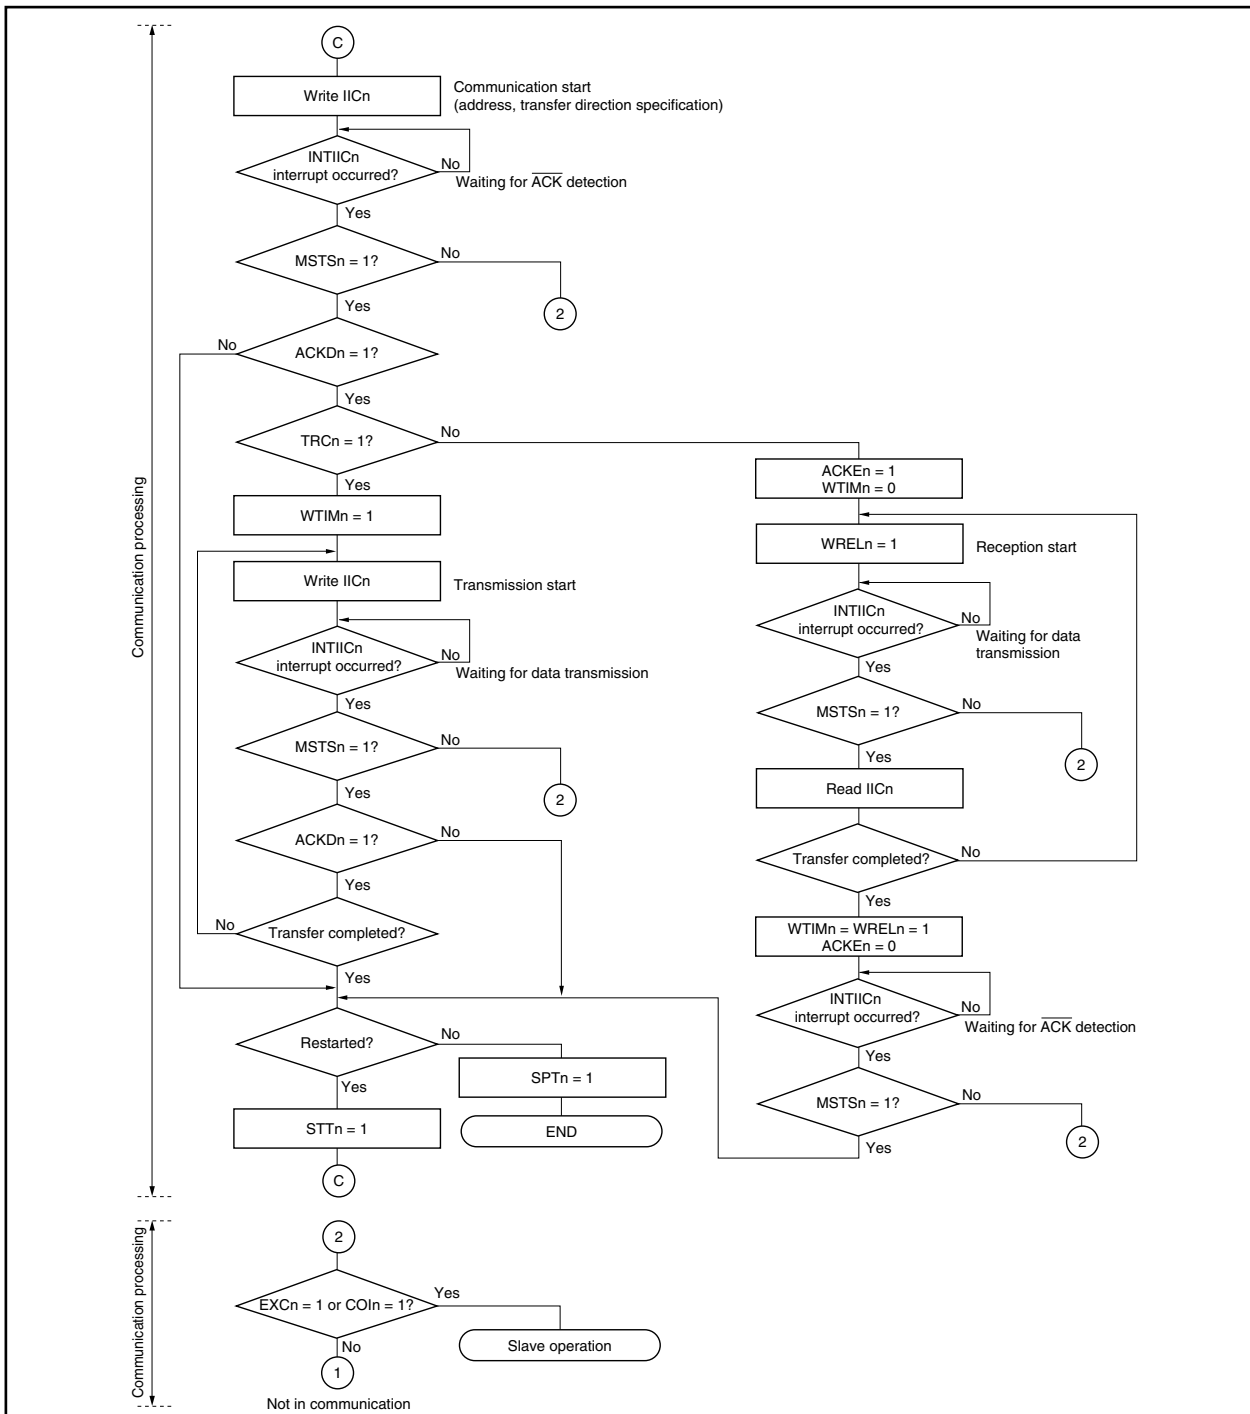 C
Write IICn
Communication start
(address, transfer direction specification)
INTIICn
interrupt occurred?
No
Waiting for ACK detection
Yes
MSTSn = 1?
No
2
Yes
ACKDn = 1?
No
Yes
TRCn = 1?
No
Yes
WTIMn = 1
Write IICn
Transmission start
INTIICn
interrupt occurred?
No
Waiting for data transmission
Yes
MSTSn = 1?
No
2
Yes
ACKDn = 1?
No
Yes
Transfer completed?
No
Yes
Restarted?
No
SPTn = 1
END
Yes
STTn = 1
C
ACKEn = 1
WTIMn = 0
WRELn = 1
Reception start
INTIICn
interrupt occurred?
No
Waiting for data
transmission
Yes
MSTSn = 1?
No
2
Yes
Read IICn
Transfer completed?
No
Yes
WTIMn = WRELn = 1
ACKEn = 0
INTIICn
interrupt occurred?
No
Waiting for ACK detection
Yes
MSTSn = 1?
No
2
Yes
Communication processing
2
EXCn = 1 or COIn = 1?
Yes
Slave operation
No
1
Not in communication
Communication processing